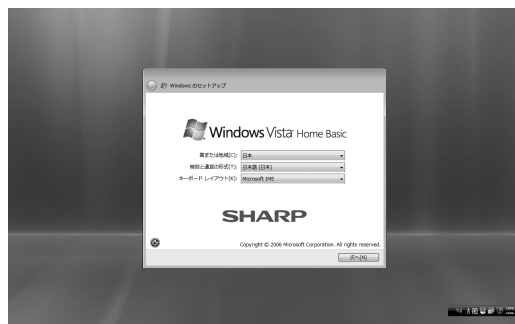 Windows のセットアップ
Windows Vista Home Basic
国または地域(C): 日本
時刻と通貨の形式(T): 日本語 (日本)
キーボード レイアウト(K): Microsoft IME
SHARP
Copyright © 2006 Microsoft Corporation. All rights reserved.
次へ(N)
A 般